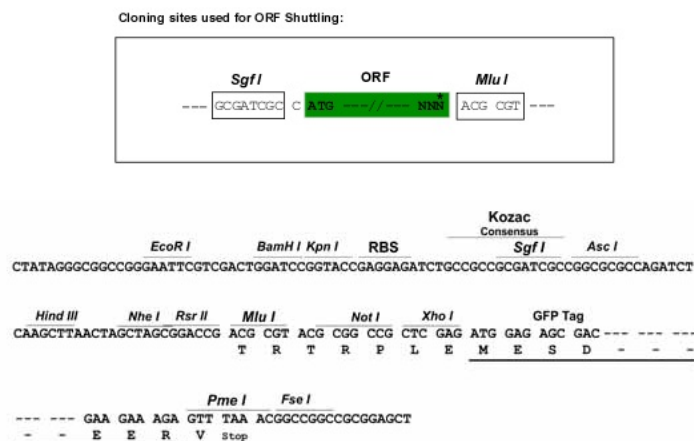 Cloning sites used for ORF Shuttling:
Sgf I ORF Mlu I
--- GCGATCGC C ATG ---//--- NNN* ACG CGT ---
Kozac
Consensus
EcoR I BamH I Kpn I RBS Sgf I Asc I
CTATAGGGCGGCCGGGAATTCGTCGACTGGATCCGGTACCGAGGAGATCTGCCGCCGCGATCGCCGGCGCGCCAGATCT
Hind III Nhe I Rsr II Mlu I Not I Xho I GFP Tag
CAAGCTTAACTAGCTAGCGGACCG ACG CGT ACG CGG CCG CTC GAG ATG GAG AGC GAC --- ---
T R T R P L E M E S D - - -
Pme I Fse I
--- --- GAA GAA AGA GTT TAA ACGGCCGGCCGCGGAGCT
- - E E R V Stop